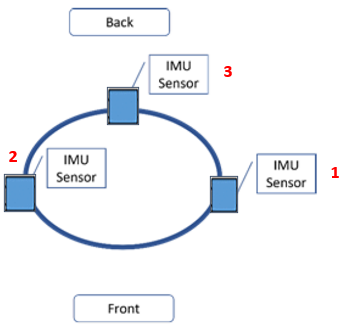 Back
IMU
Sensor
3
2
IMU
Sensor
IMU
Sensor
1
Front